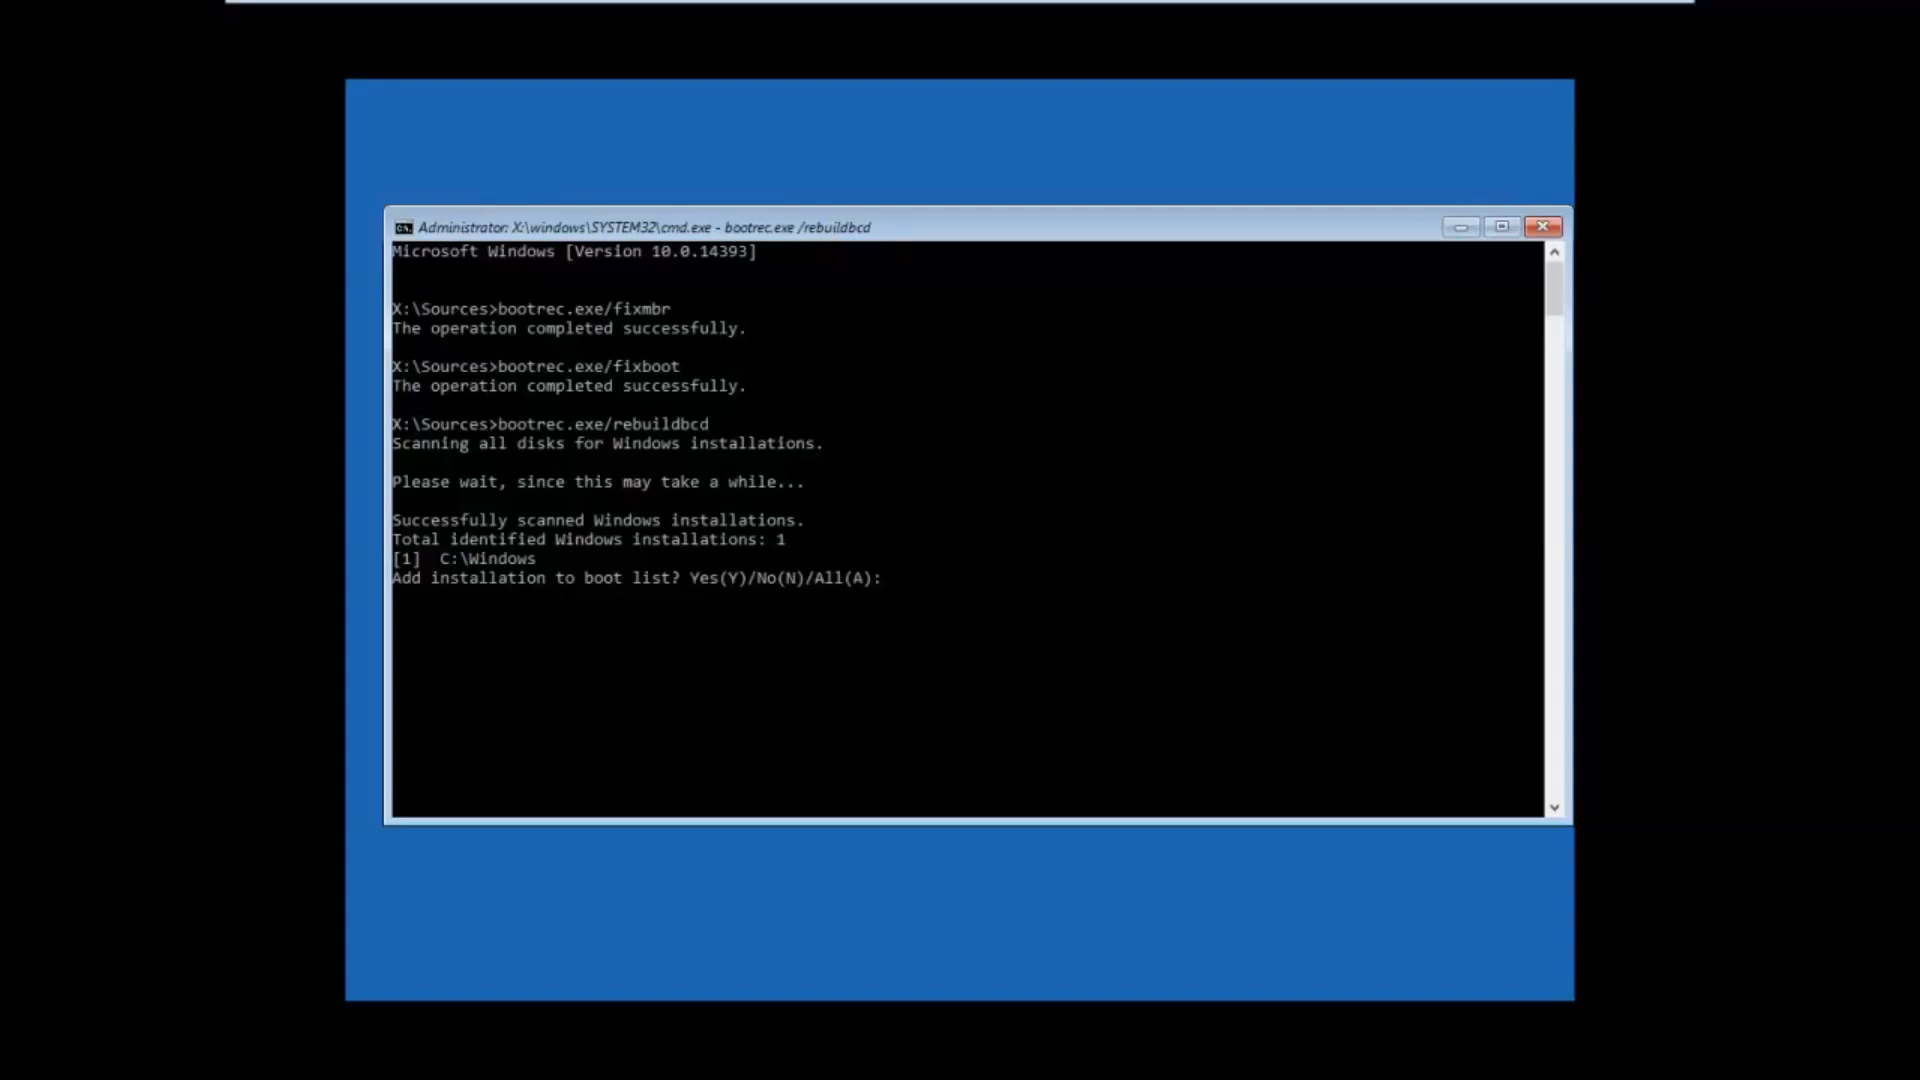 Administrator: X:\windows\SYSTEM32\cmd.exe - bootrec.exe /rebuildbcd
Microsoft Windows [Version 10.0.14393]
X:\Sources>bootrec.exe/fixmbr
The operation completed successfully.
X:\Sources>bootrec.exe/fixboot
The operation completed successfully.
X:\Sources>bootrec.exe/rebuildbcd
Scanning all disks for Windows installations.
Please wait, since this may take a while...
Successfully scanned Windows installations.
Total identified Windows installations: 1
[1]  C:\Windows
Add installation to boot list? Yes(Y)/No(N)/All(A):